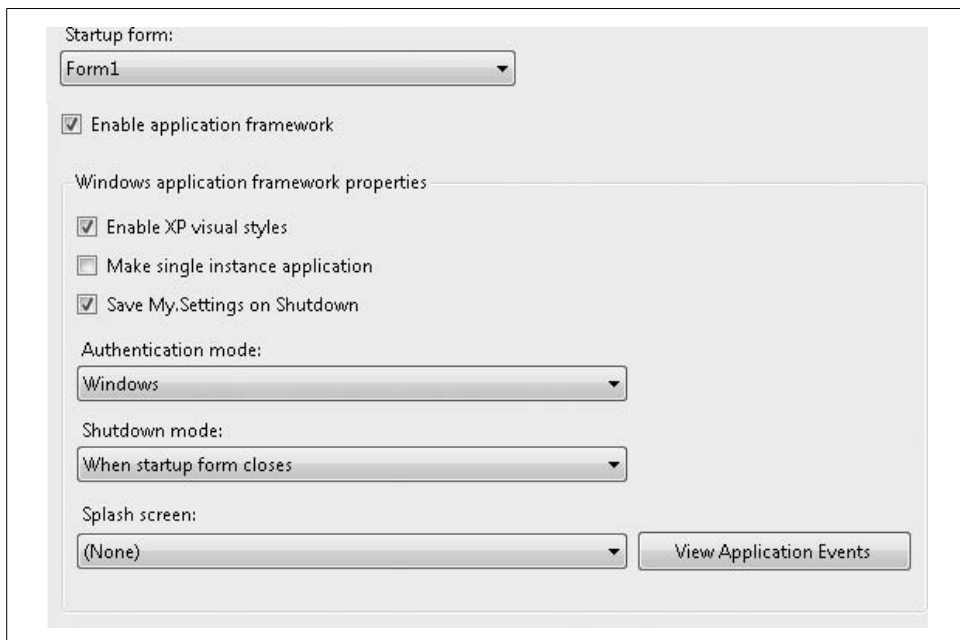 Startup form:
Form1
Enable application framework
Windows application framework properties
Enable XP visual styles
Make single instance application
Save My.Settings on Shutdown
Authentication mode:
Windows
Shutdown mode:
When startup form closes
Splash screen:
(None)
View Application Events